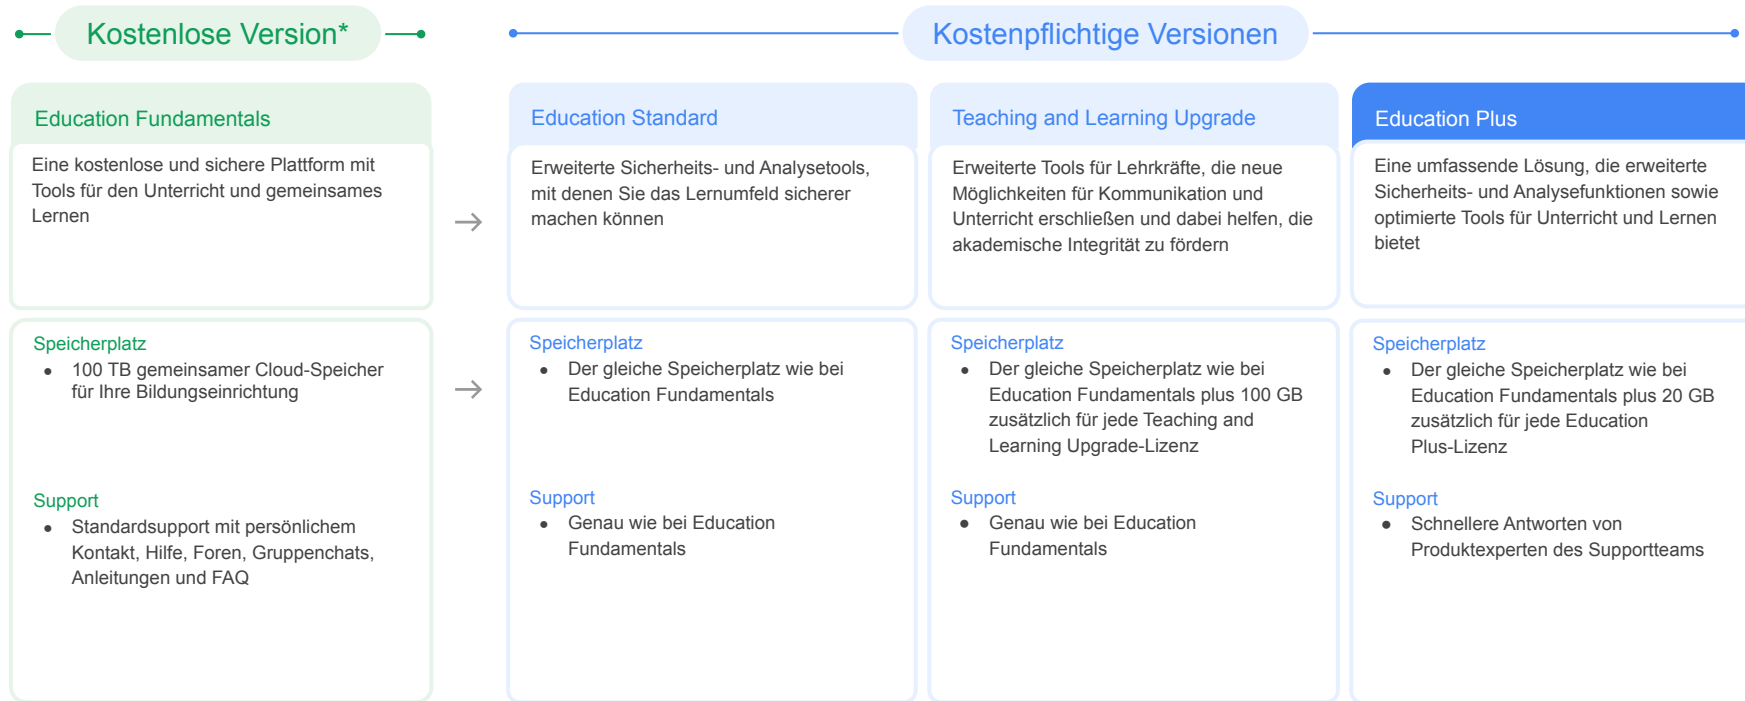 Kostenlose Version*
Kostenpflichtige Versionen
Education Fundamentals
Eine kostenlose und sichere Plattform mit
Tools für den Unterricht und gemeinsames
Lernen
Education Standard
Erweiterte Sicherheits- und Analysetools,
mit denen Sie das Lernumfeld sicherer
machen können
Teaching and Learning Upgrade
Erweiterte Tools für Lehrkräfte, die neue
Möglichkeiten für Kommunikation und
Unterricht erschließen und dabei helfen, die
akademische Integrität zu fördern
Education Plus
Eine umfassende Lösung, die erweiterte
Sicherheits- und Analysefunktionen sowie
optimierte Tools für Unterricht und Lernen
bietet
→
Speicherplatz
● 100 TB gemeinsamer Cloud-Speicher
für Ihre Bildungseinrichtung
Support
● Standardsupport mit persönlichem
Kontakt, Hilfe, Foren, Gruppenchats,
Anleitungen und FAQ
→
Speicherplatz
● Der gleiche Speicherplatz wie bei
Education Fundamentals
Support
● Genau wie bei Education
Fundamentals
Speicherplatz
● Der gleiche Speicherplatz wie bei
Education Fundamentals plus 100 GB
zusätzlich für jede Teaching and
Learning Upgrade-Lizenz
Support
● Genau wie bei Education
Fundamentals
Speicherplatz
● Der gleiche Speicherplatz wie bei
Education Fundamentals plus 20 GB
zusätzlich für jede Education
Plus-Lizenz
Support
● Schnellere Antworten von
Produktexperten des Supportteams